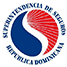 SUPERINTENDENCIA DE SEGUROS
REPUBLICA DOMINICANA